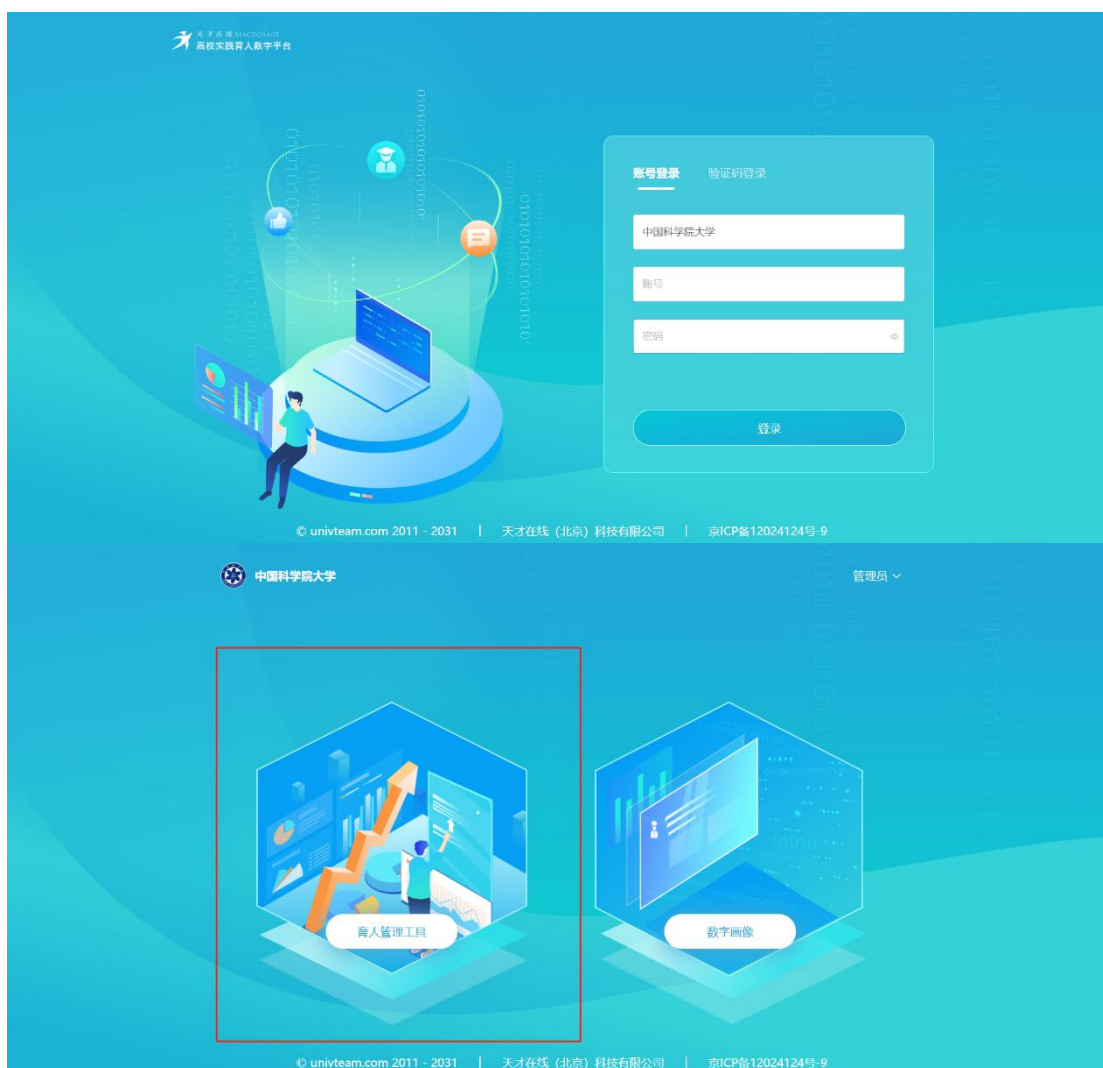 天才在线 MACROSAGE
高校实践育人数字平台
账号登录 验证码登录
中国科学院大学
账号
密码
登录
© univteam.com 2011 - 2031 | 天才在线（北京）科技有限公司 | 京ICP备12024124号-9
中国科学院大学 管理员
育人管理工具 数字画像
© univteam.com 2011 - 2031 | 天才在线（北京）科技有限公司 | 京ICP备12024124号-9